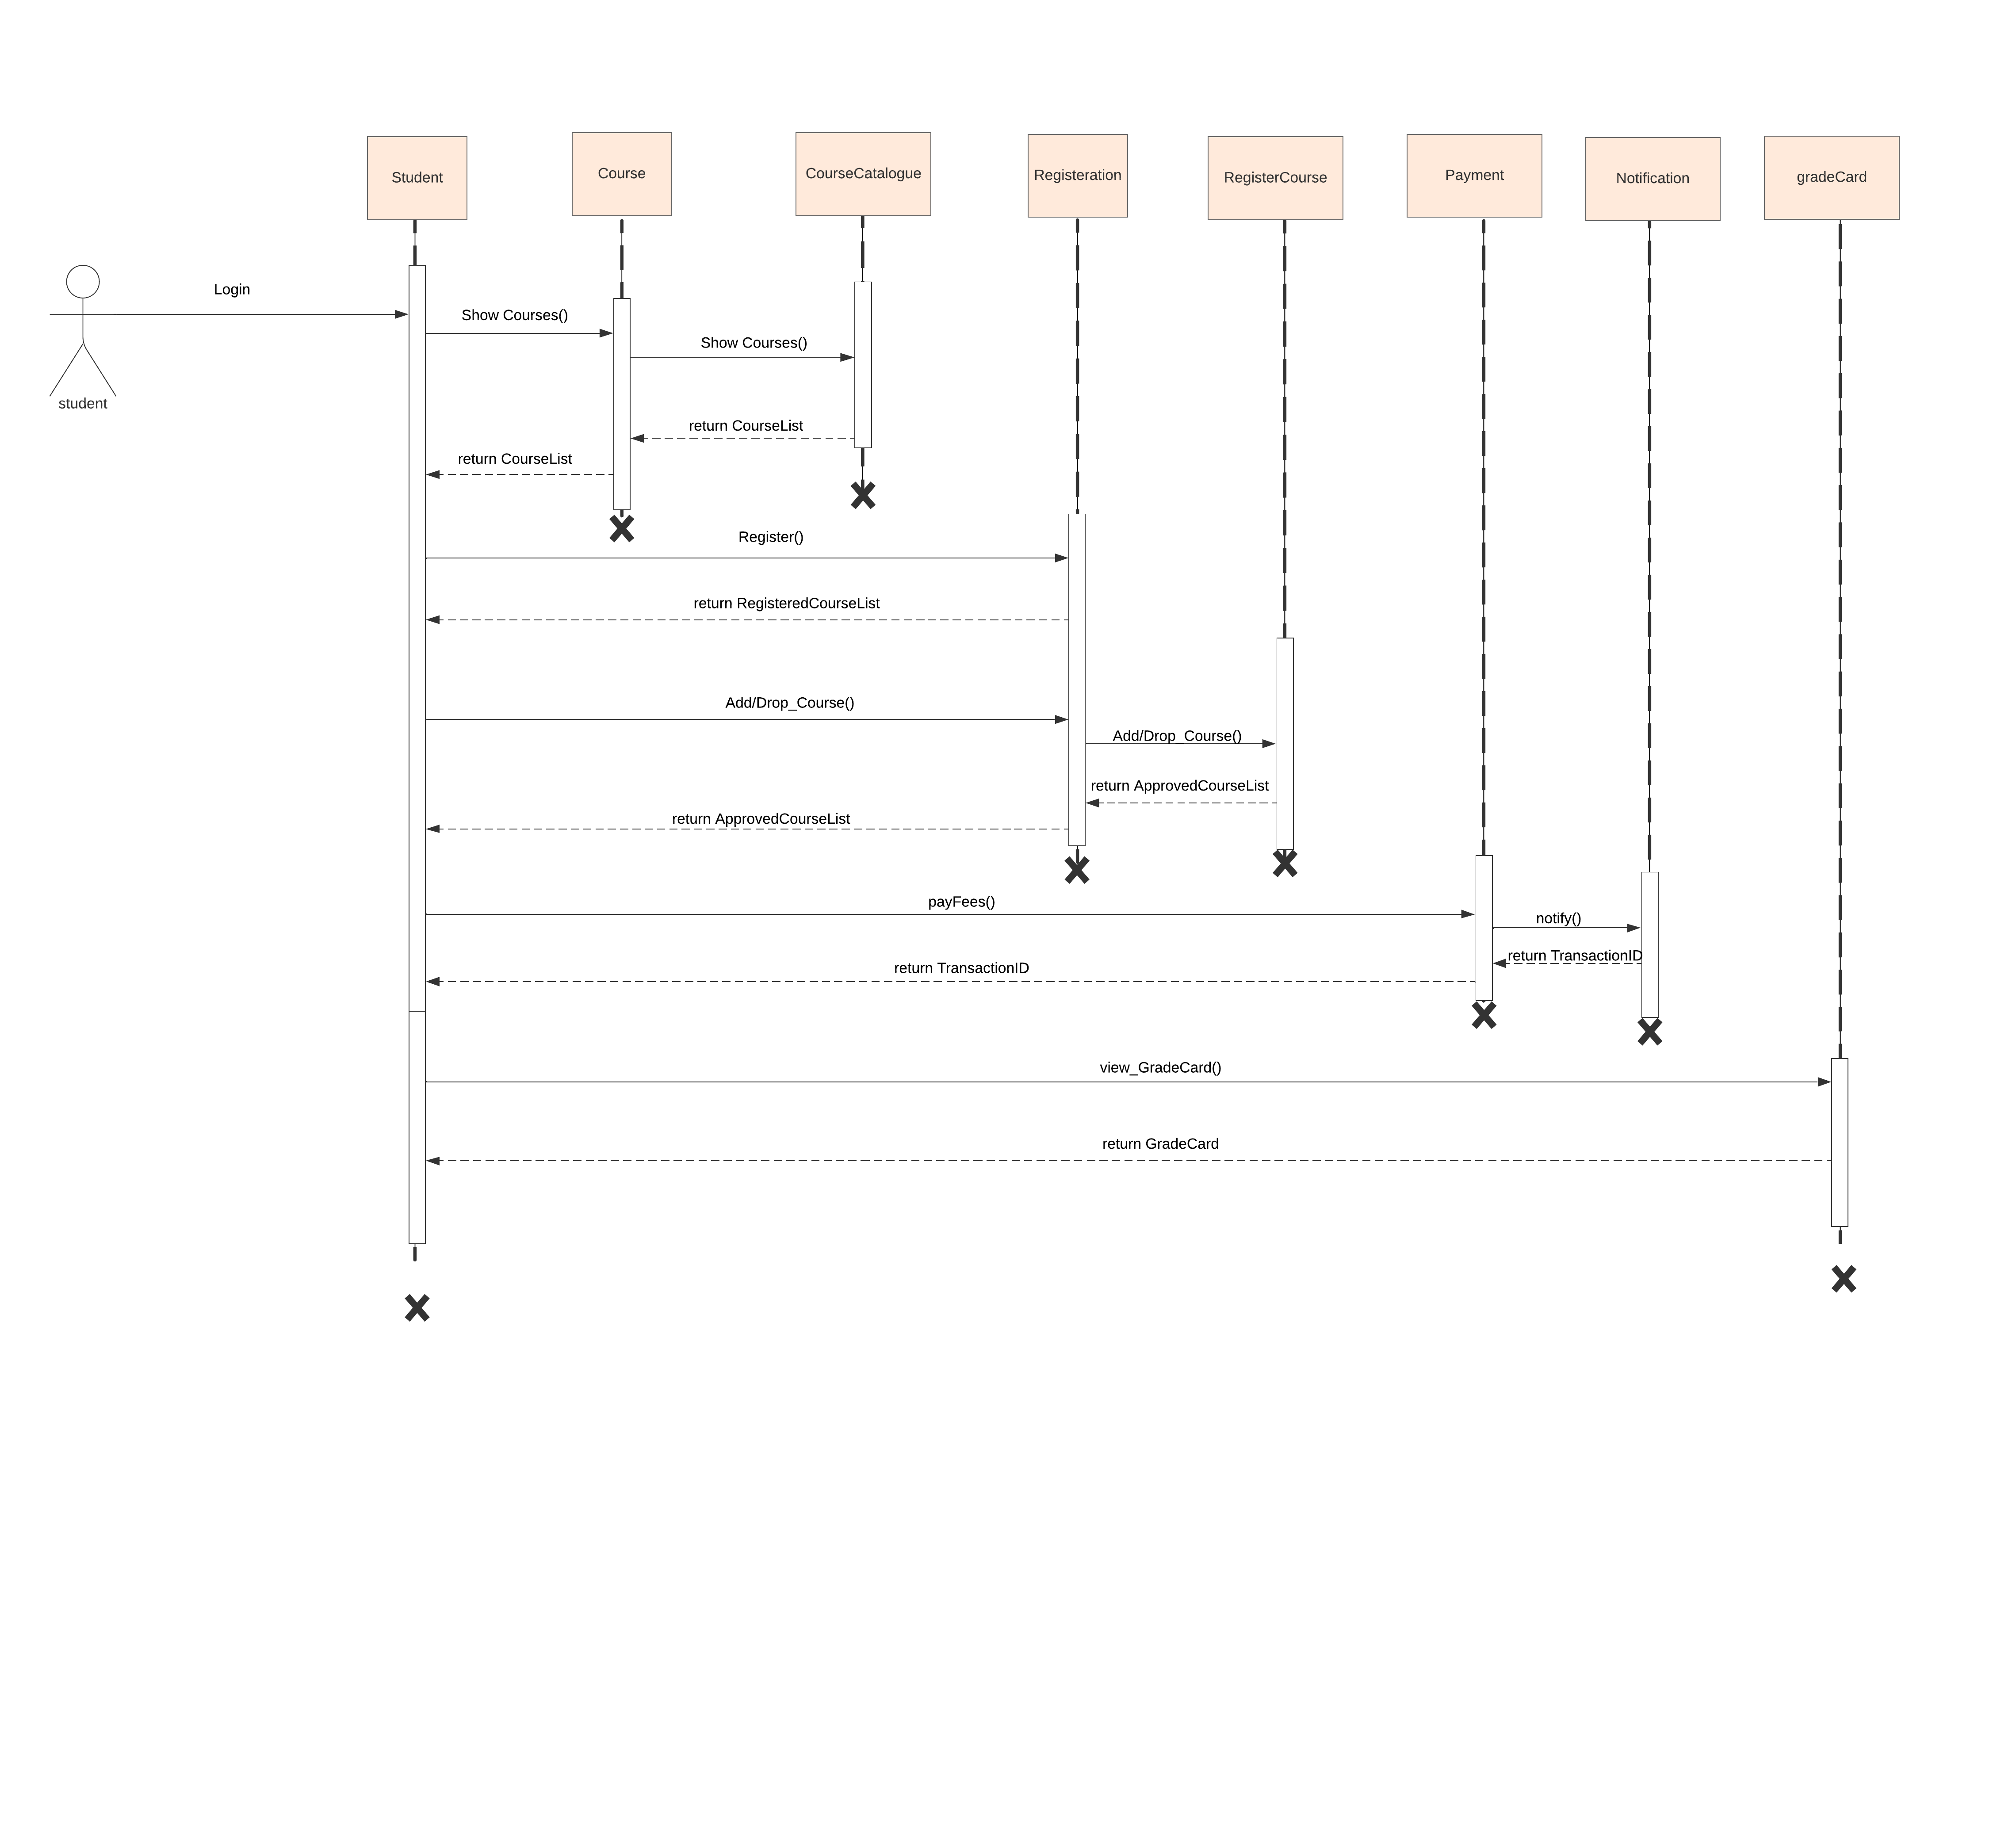 Student
Course
CourseCatalogue
Registeration
RegisterCourse
Payment
Notification
gradeCard
Login
Show Courses()
Show Courses()
student
return CourseList
return CourseList
Register()
return RegisteredCourseList
Add/Drop_Course()
Add/Drop_Course()
return ApprovedCourseList
return ApprovedCourseList
payFees()
notify()
return TransactionID
return TransactionID
view_GradeCard()
return GradeCard